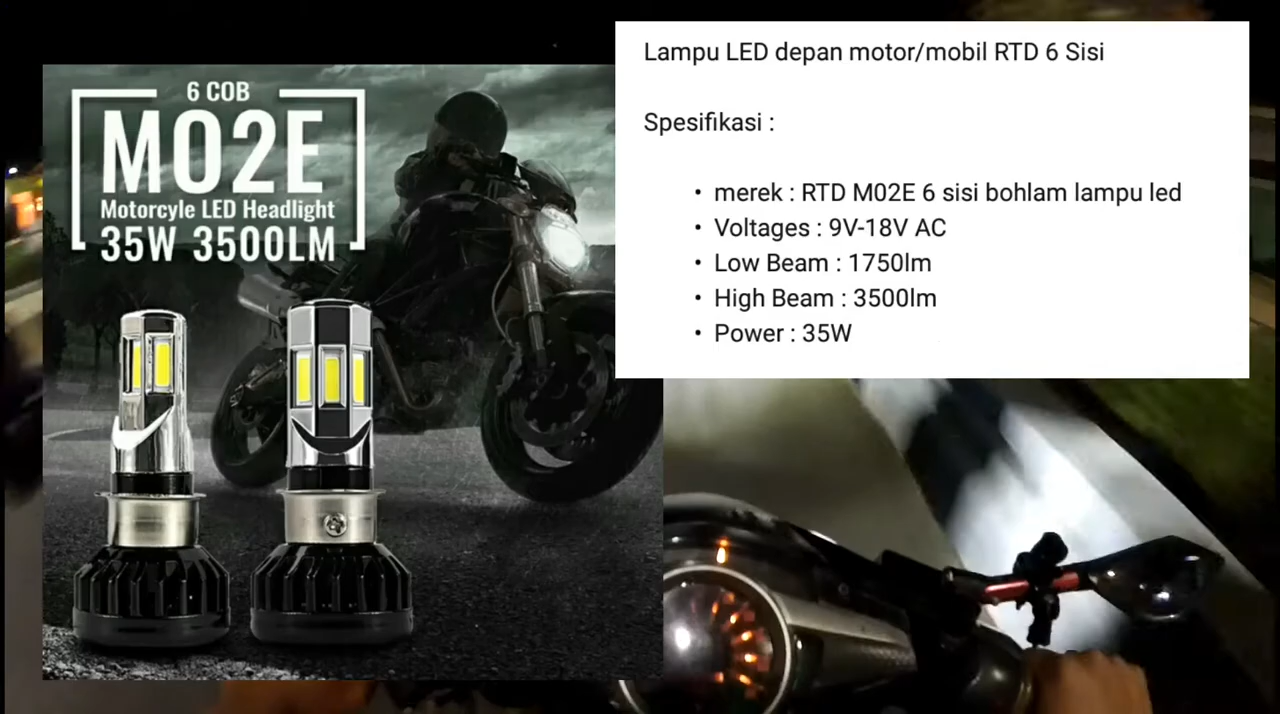 6 COB
M02E
Motorcyle LED Headlight
35W 3500LM
Lampu LED depan motor/mobil RTD 6 Sisi
Spesifikasi :
• merek : RTD M02E 6 sisi bohlam lampu led
• Voltages : 9V-18V AC
• Low Beam : 1750lm
• High Beam : 3500lm
• Power : 35W